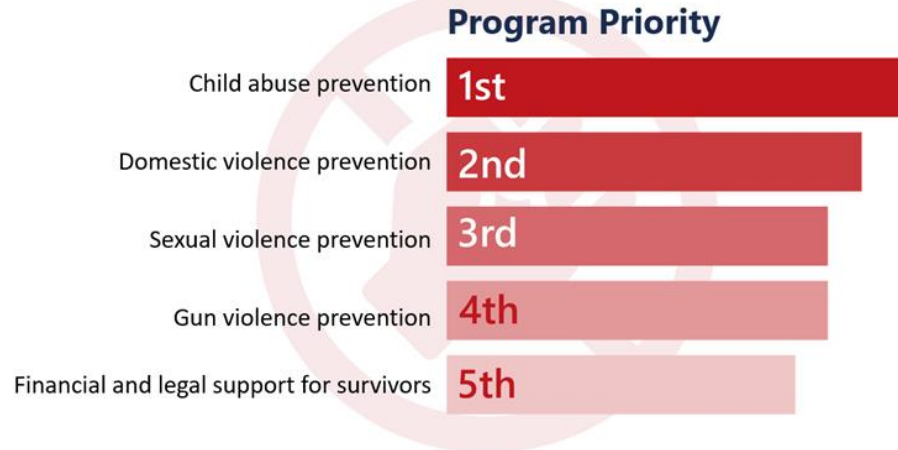 Program Priority
Child abuse prevention 1st
Domestic violence prevention 2nd
Sexual violence prevention 3rd
Gun violence prevention 4th
Financial and legal support for survivors 5th